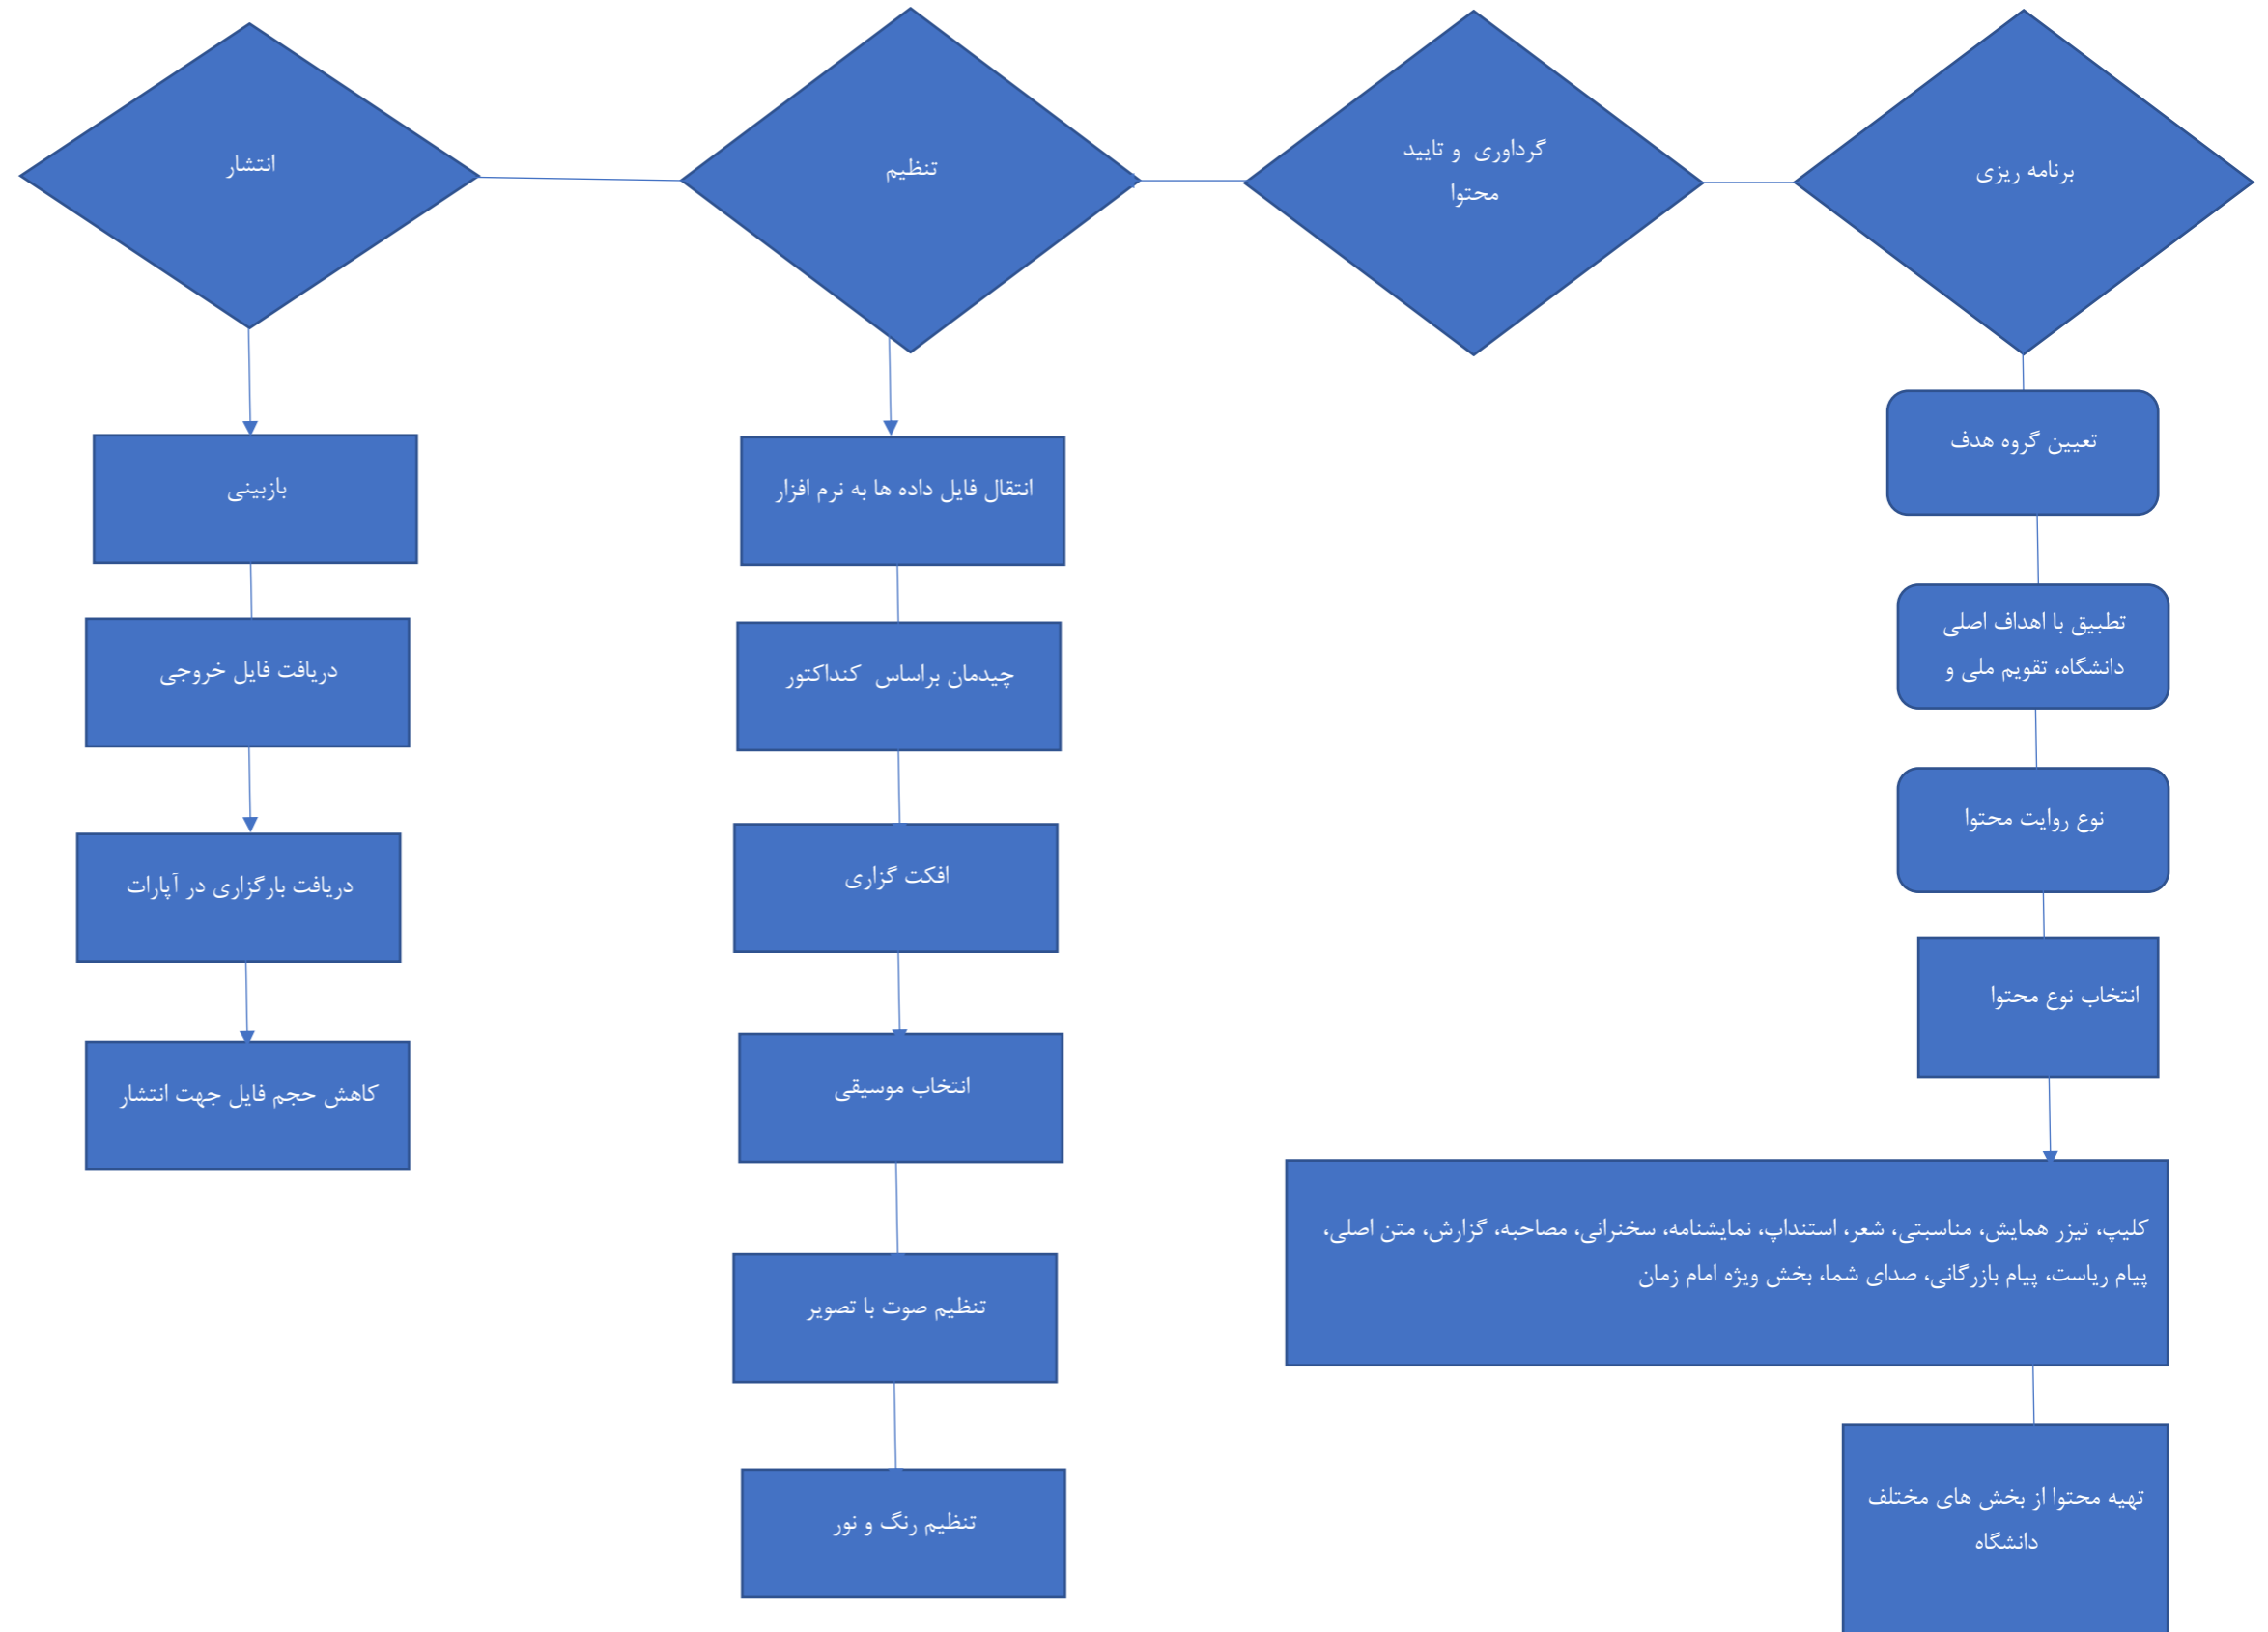 برنامه ریزی
گرداوری و تایید
محتوا
تنظیم
انتشار
تعیین گروه هدف
تطبیق با اهداف اصلی
دانشگاه، تقویم ملی و
نوع روایت محتوا
انتخاب نوع محتوا
کلیپ، تیزر همایش، مناسبتی، شعر، استنداپ، نمایشنامه، سخنرانی، مصاحبه، گزارش، متن اصلی،
پیام ریاست، پیام بازرگانی، صدای شما، بخش ویژه امام زمان
تهیه محتوا از بخش های مختلف
دانشگاه
انتقال فایل داده ها به نرم افزار
چیدمان براساس کنداکتور
افکت گزاری
انتخاب موسیقی
تنظیم صوت با تصویر
تنظیم رنگ و نور
بازبینی
دریافت فایل خروجی
دریافت بارگزاری در آپارات
کاهش حجم فایل جهت انتشار